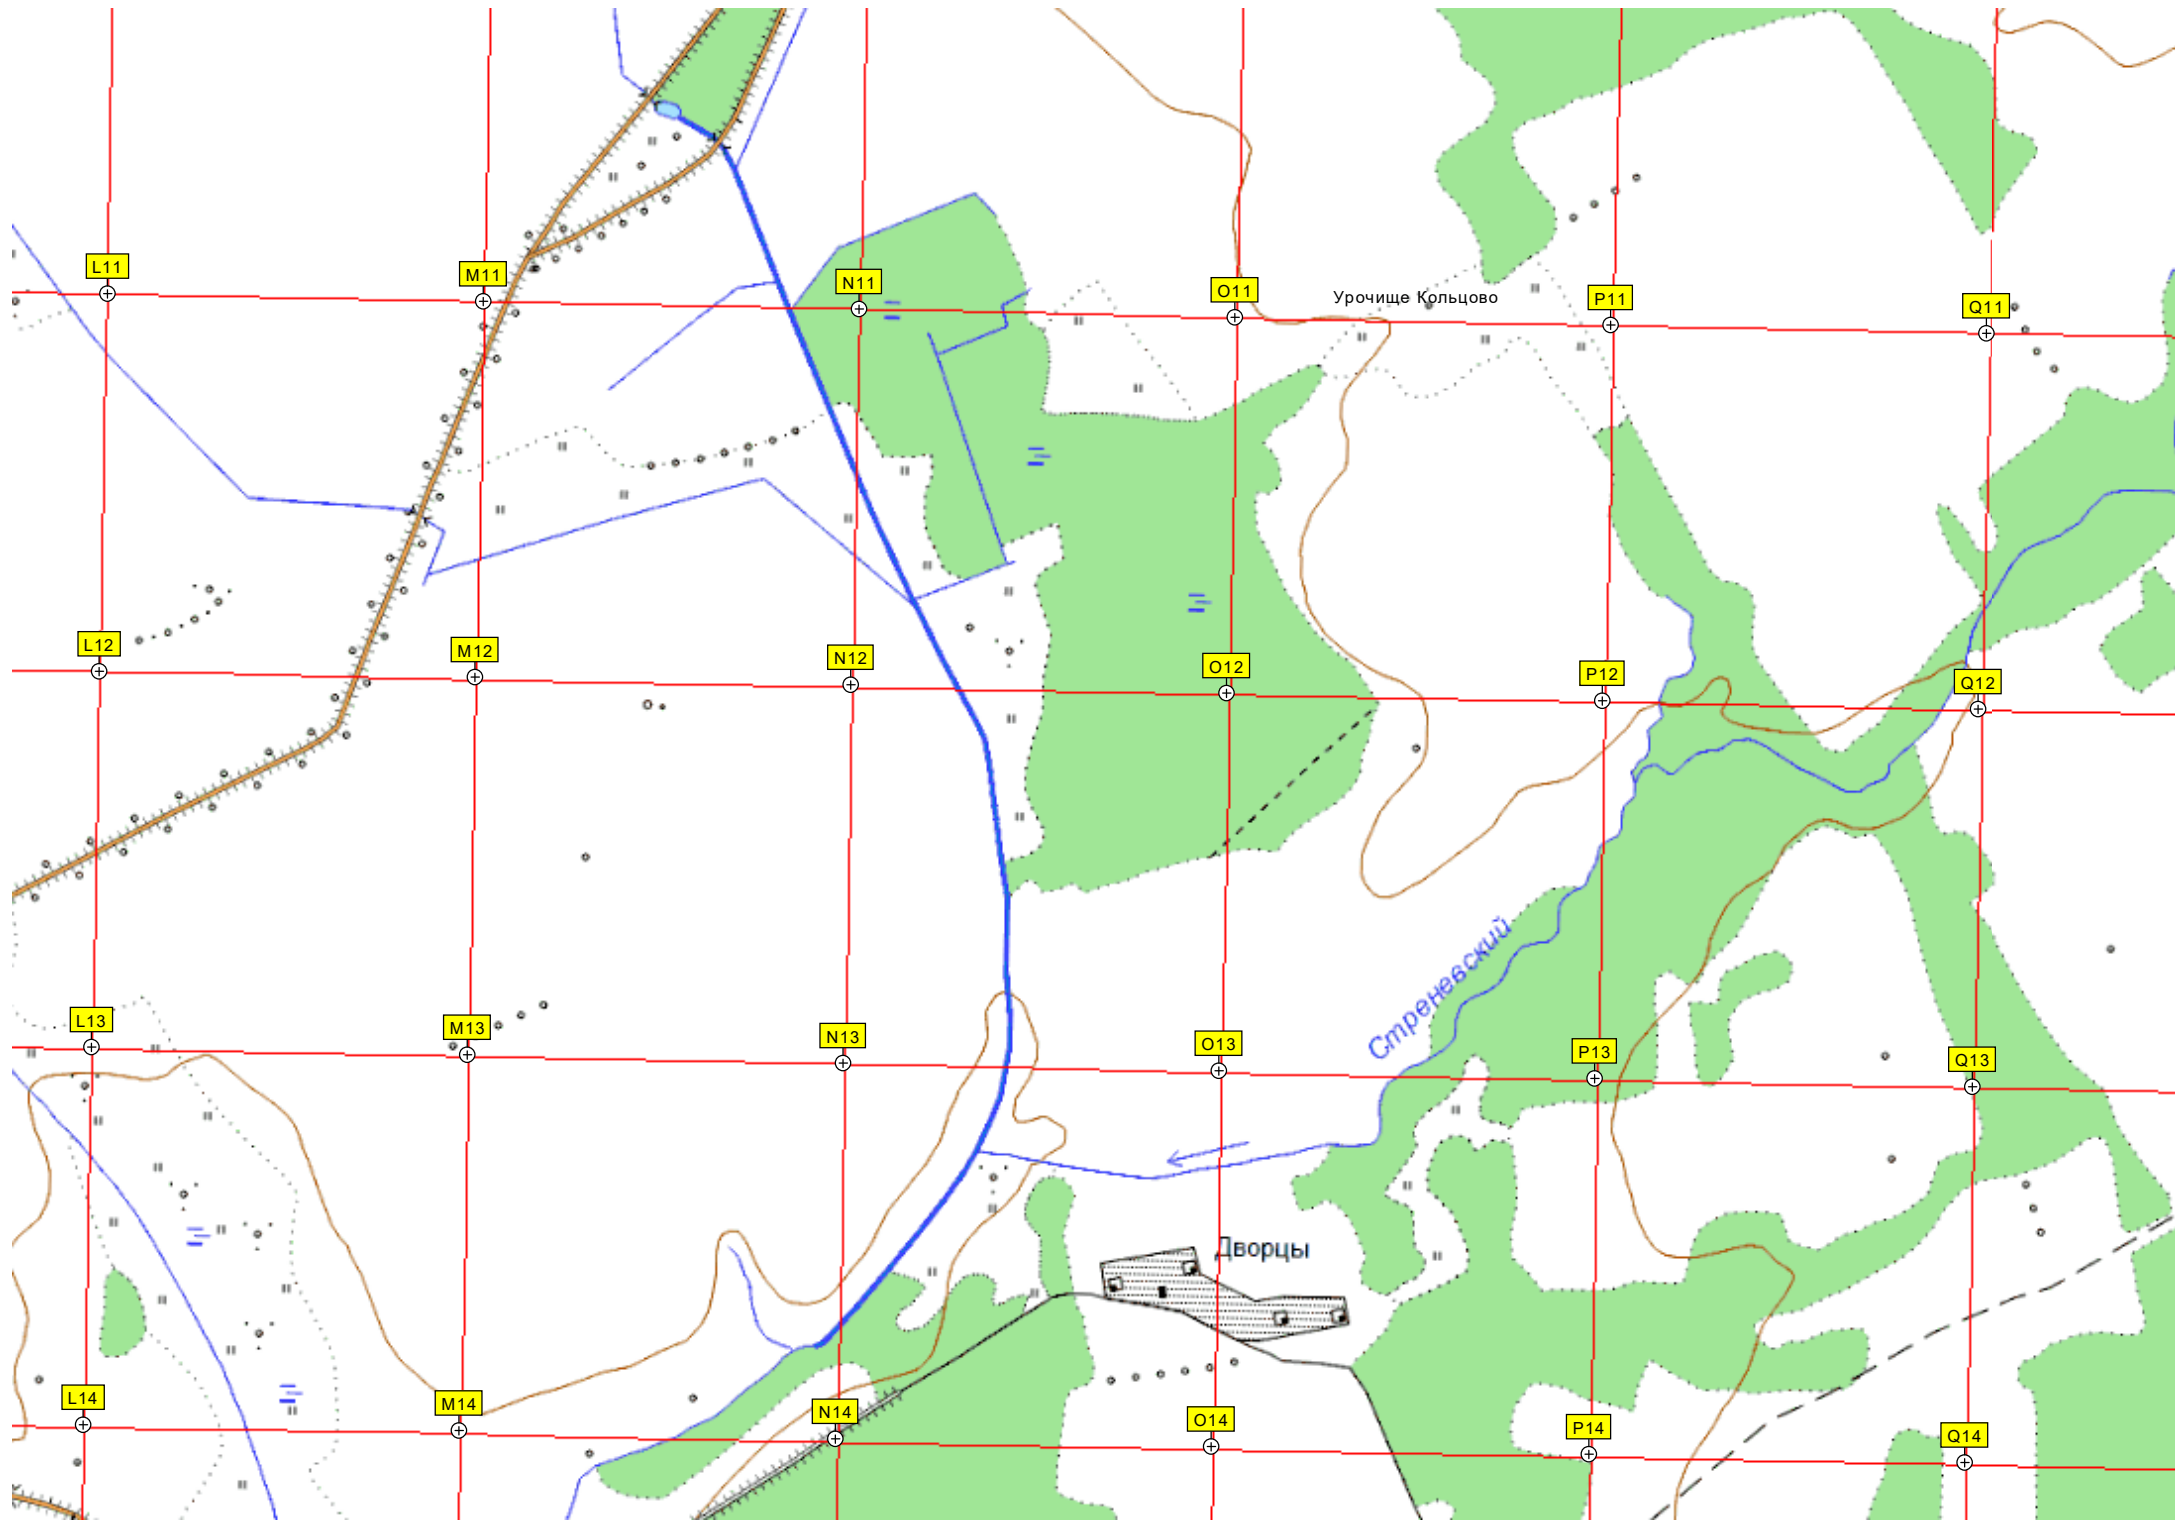 L11
M11
N11
O11
Урочище Кольцово
P11
Q11
L12
M12
N12
O12
P12
Q12
Стреневский
L13
M13
N13
O13
P13
Q13
Дворцы
L14
M14
N14
O14
P14
Q14